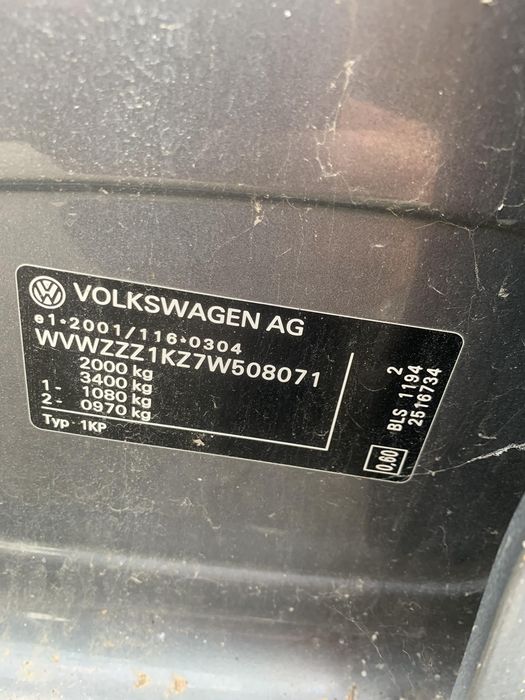 VOLKSWAGEN AG
e1*2001/116*0304
WVWZZZ1KZ7W508071
2000 kg
3400 kg
1- 1080 kg
2- 0970 kg
Typ 1KP
2
BLS 1194
2516734
0.60